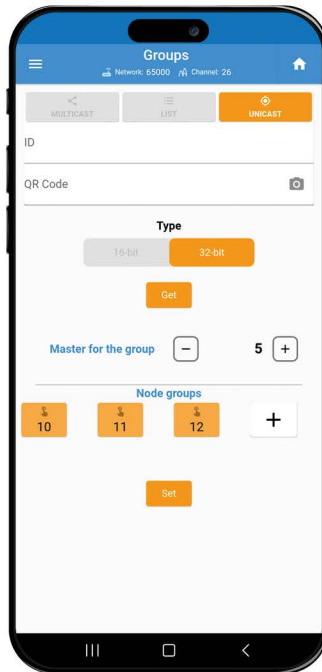 Groups
Network: 65000 Channel: 26
MULTICAST LIST UNICAST
ID
QR Code
Type
16-bit 32-bit
Get
Master for the group 5
Node groups
10 11 12
Set